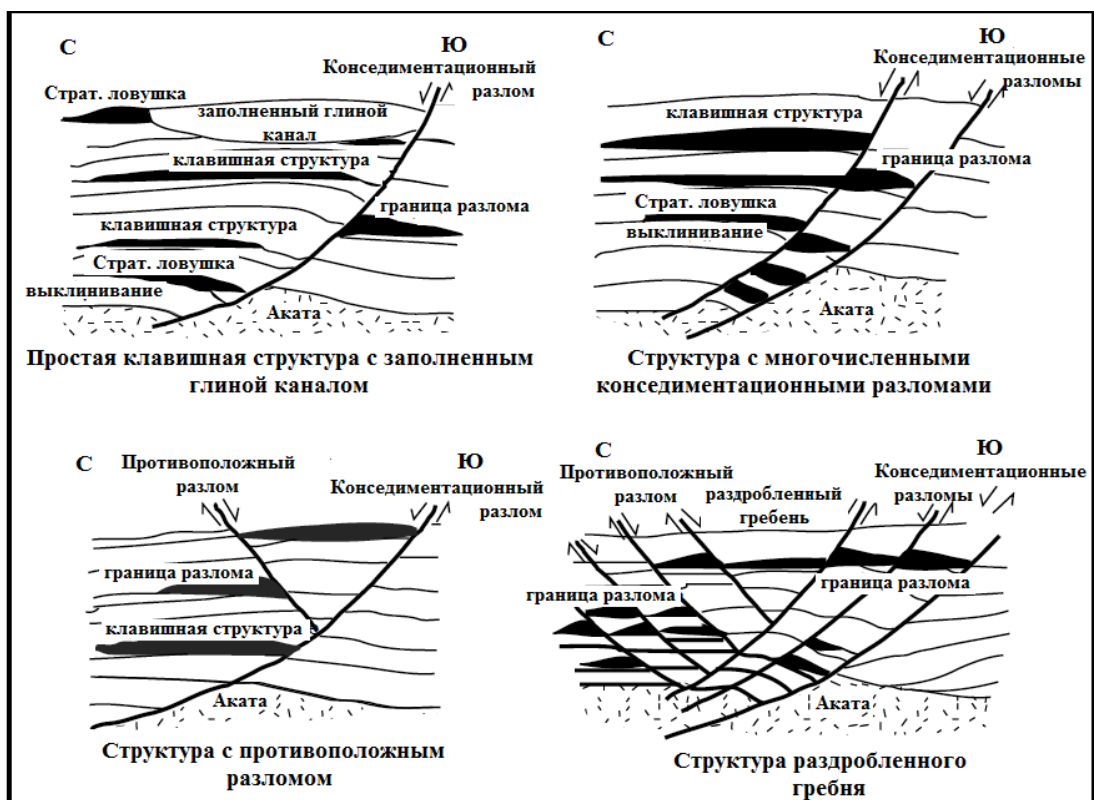 С
Ю
Конседиментационный
разлом
Страт. ловушка
заполненный глиной
канал
клавишная структура
граница разлома
клавишная структура
Страт. ловушка
выклинивание
Аката
Простая клавишная структура с заполненным
глиной каналом
С
Ю
Конседиментационные
разломы
клавишная структура
граница разлома
Страт. ловушка
выклинивание
Аката
Структура с многочисленными
конседиментационными разломами
С
Ю
Противоположный
разлом
Конседиментационный
разлом
граница разлома
клавишная структура
Аката
Структура с противоположным
разломом
С
Ю
Противоположный
разлом
раздробленный
гребень
Конседиментационные
разломы
граница разлома
граница разлома
Аката
Структура раздробленного
гребня